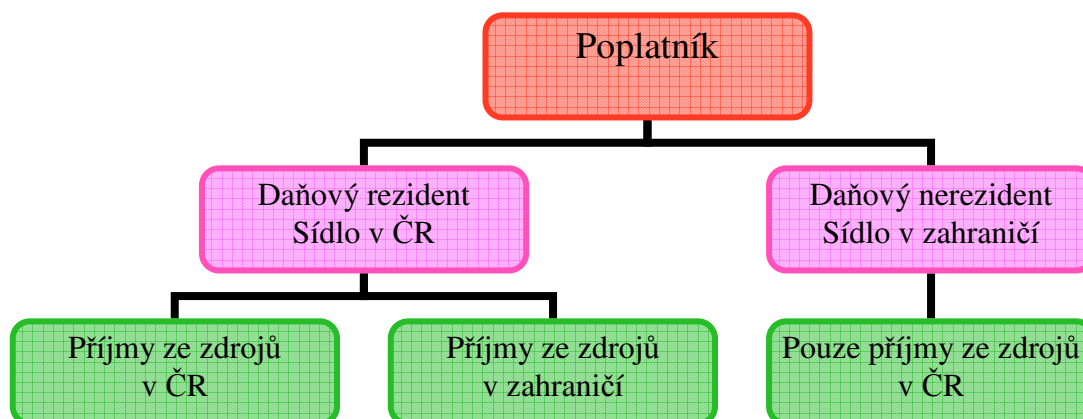 Poplatník
Daňový rezident
Sídlo v ČR
Daňový nerezident
Sídlo v zahraničí
Příjmy ze zdrojů
v ČR
Příjmy ze zdrojů
v zahraničí
Pouze příjmy ze zdrojů
v ČR